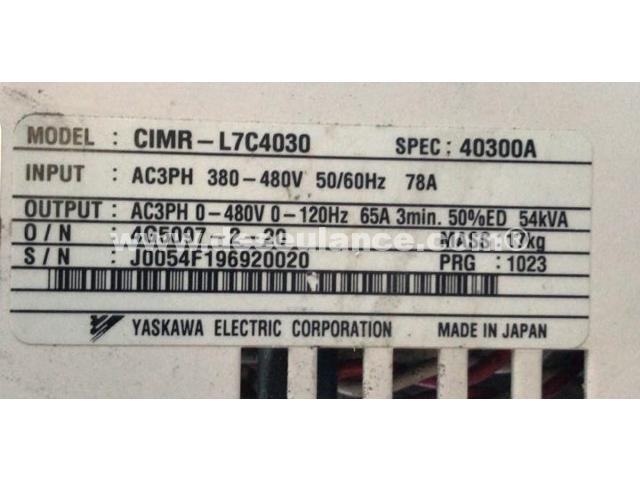 MODEL : CIMR-L7C4030 SPEC : 40300A
INPUT : AC3PH 380-480V 50/60Hz 78A
OUTPUT : AC3PH 0-480V 0-120Hz 65A 3min. 50%ED 54kVA
O/N : MASS : kg
S/N : J0054F196920020 PRG : 1023
YASKAWA ELECTRIC CORPORATION MADE IN JAPAN